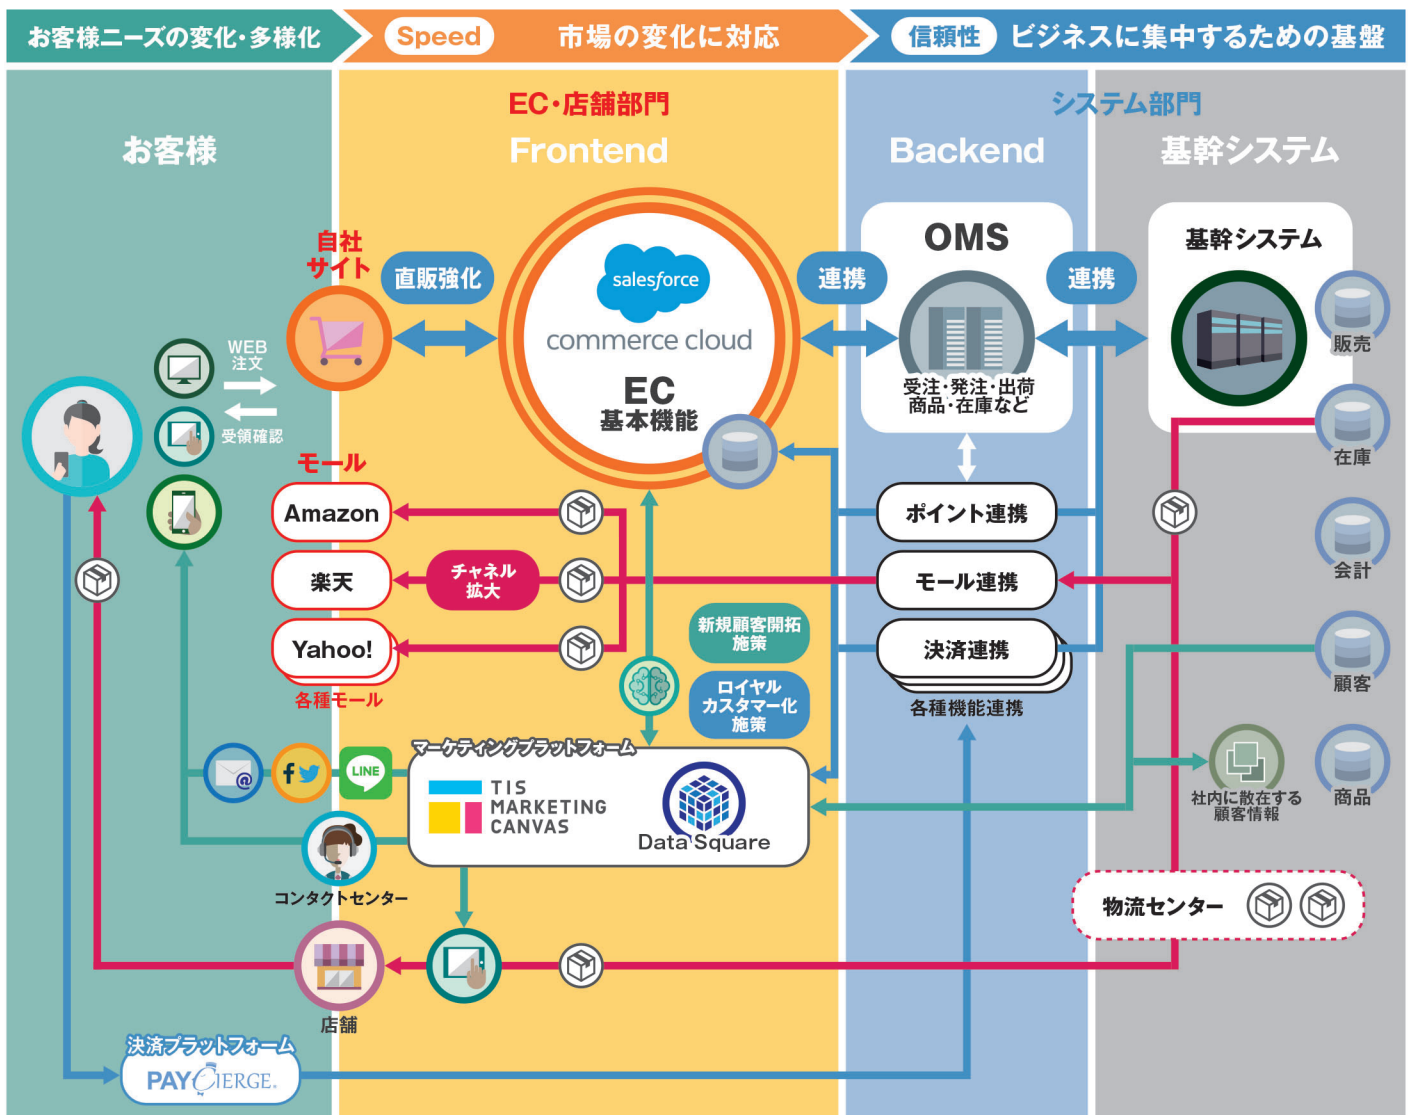 お客様ニーズの変化・多様化
Speed 市場の変化に対応
信頼性 ビジネスに集中するための基盤
EC・店舗部門
システム部門
お客様
Frontend
Backend
基幹システム
自社
サイト
直販強化
salesforce
commerce cloud
EC
基本機能
連携
OMS
受注・発注・出荷
商品・在庫など
連携
基幹システム
販売
在庫
会計
顧客
商品
WEB
注文
受領確認
モール
Amazon
楽天
Yahoo!
各種モール
チャネル
拡大
ポイント連携
モール連携
決済連携
各種機能連携
新規顧客開拓
施策
ロイヤル
カスタマー化
施策
マーケティングプラットフォーム
TIS
MARKETING
CANVAS
Data Square
@
f
LINE
コンタクトセンター
社内に散在する
顧客情報
物流センター
店舗
決済プラットフォーム
PAYCIERGE.